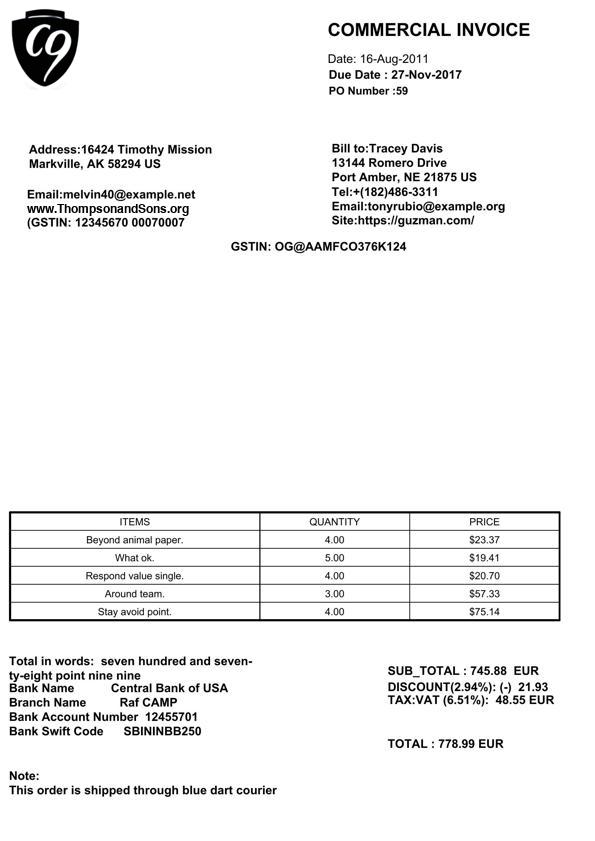 C9
COMMERCIAL INVOICE
Date: 16-Aug-2011
Due Date : 27-Nov-2017
PO Number :59
Address:16424 Timothy Mission
Markville, AK 58294 US
Email:melvin40@example.net
www.ThompsonandSons.org
(GSTIN: 12345670 00070007
Bill to:Tracey Davis
13144 Romero Drive
Port Amber, NE 21875 US
Tel:+(182)486-3311
Email:tonyrubio@example.org
Site:https://guzman.com/
GSTIN: OG@AAMFCO376K124
ITEMS QUANTITY PRICE
Beyond animal paper. 4.00 $23.37
What ok. 5.00 $19.41
Respond value single. 4.00 $20.70
Around team. 3.00 $57.33
Stay avoid point. 4.00 $75.14
Total in words: seven hundred and seven-
ty-eight point nine nine
Bank Name Central Bank of USA
Branch Name Raf CAMP
Bank Account Number 12455701
Bank Swift Code SBININBB250
SUB_TOTAL : 745.88 EUR
DISCOUNT(2.94%): (-) 21.93
TAX:VAT (6.51%): 48.55 EUR
TOTAL : 778.99 EUR
Note:
This order is shipped through blue dart courier